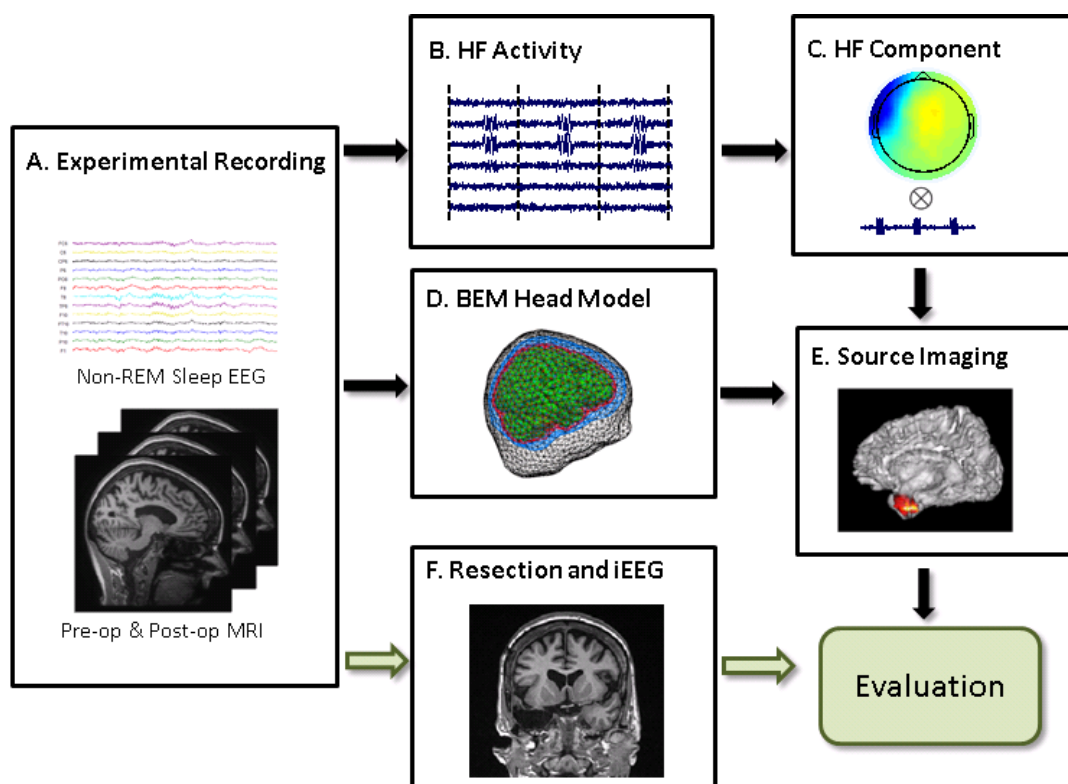 A. Experimental Recording
Non-REM Sleep EEG
Pre-op & Post-op MRI
B. HF Activity
C. HF Component
D. BEM Head Model
E. Source Imaging
F. Resection and iEEG
Evaluation